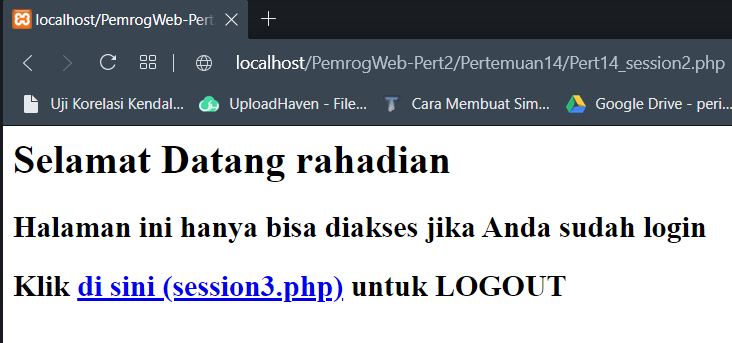 localhost/PemrogWeb-Pert
localhost/PemrogWeb-Pert2/Pertemuan14/Pert14_session2.php
Uji Korelasi Kendal... UploadHaven - File... Cara Membuat Sim... Google Drive - peri...
Selamat Datang rahadian
Halaman ini hanya bisa diakses jika Anda sudah login
Klik di sini (session3.php) untuk LOGOUT